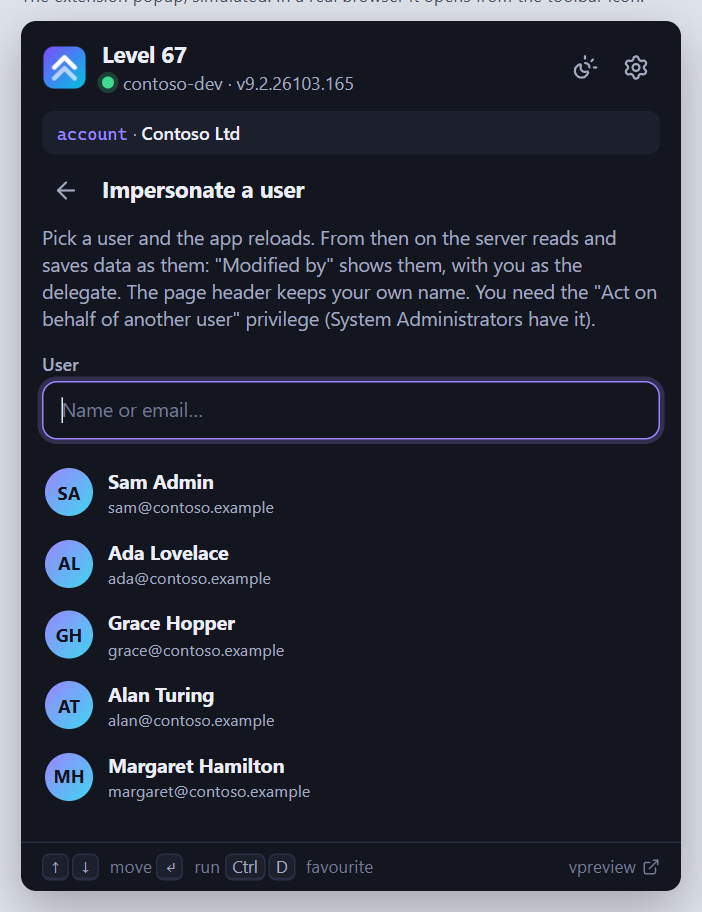 Level 67
contoso-dev · v9.2.26103.165
account · Contoso Ltd
Impersonate a user
Pick a user and the app reloads. From then on the server reads and
saves data as them: "Modified by" shows them, with you as the
delegate. The page header keeps your own name. You need the "Act on
behalf of another user" privilege (System Administrators have it).
User
Name or email...
SA Sam Admin
sam@contoso.example
AL Ada Lovelace
ada@contoso.example
GH Grace Hopper
grace@contoso.example
AT Alan Turing
alan@contoso.example
MH Margaret Hamilton
margaret@contoso.example
↑ ↓ move ↵ run Ctrl D favourite vpreview